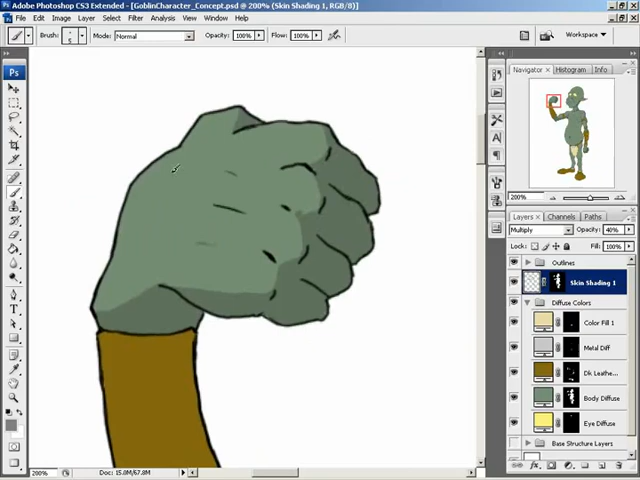 Adobe Photoshop CS3 Extended - [GoblinCharacter_Concept.psd @ 200% (Skin Shading 1, RGB/8)]
File Edit Image Layer Select Filter Analysis View Window Help
Brush: 5 Mode: Normal Opacity: 100% Flow: 100% Workspace
Ps
Navigator Histogram Info
200%
Layers Channels Paths
Multiply Opacity: 40%
Lock: Fill: 100%
Outlines
Skin Shading 1
Diffuse Colors
Color Fill 1
Metal Diff
Dk Leathe...
Body Diffuse
Eye Diffuse
Base Structure Layers
200% Doc: 15.0M/67.8M